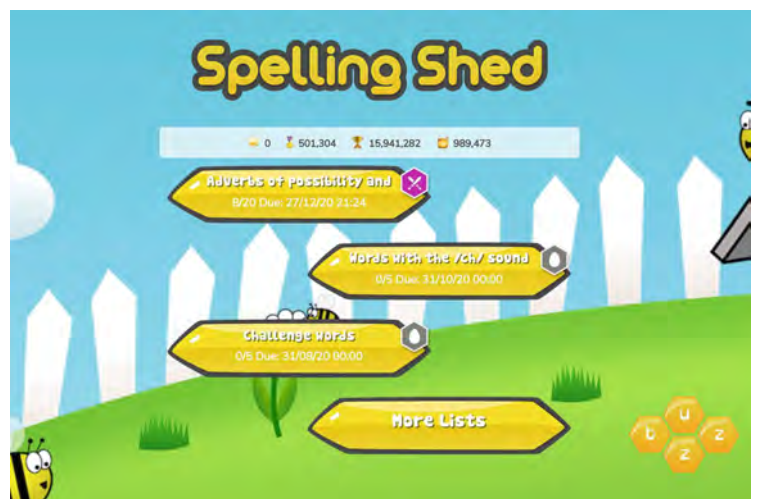 Spelling Shed
0 501,304 15,941,282 989,473
Adverbs of possibility and
8/20 Due: 27/12/20 21:24
Words with the /ch/ sound
0/5 Due: 31/10/20 00:00
Challenge Words
0/5 Due: 31/08/20 00:00
More Lists
b u z z